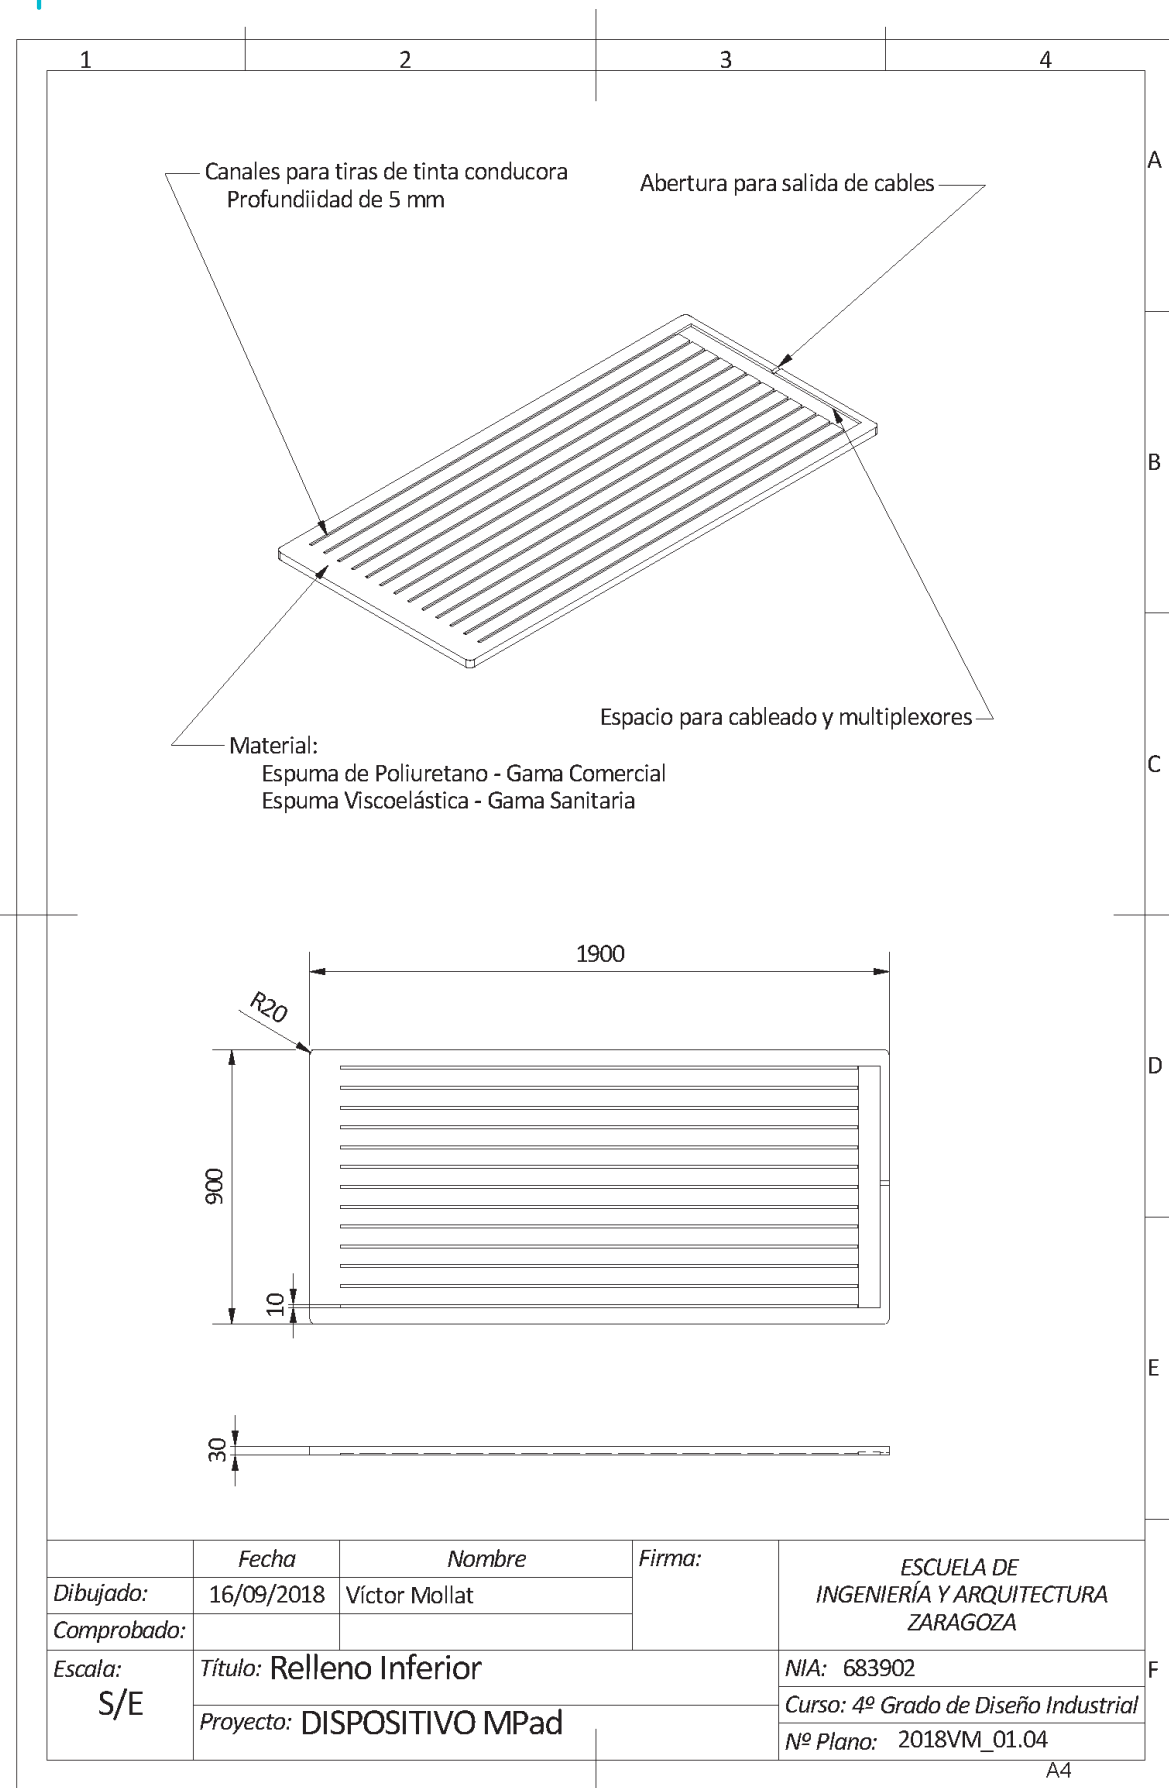 1 2 3 4
A
Canales para tiras de tinta conducora
Profundiidad de 5 mm
Abertura para salida de cables
B
C
Espacio para cableado y multiplexores
Material:
Espuma de Poliuretano - Gama Comercial
Espuma Viscoelástica - Gama Sanitaria
1900
R20
D
900
10
E
30
Fecha Nombre Firma:
Dibujado: 16/09/2018 Víctor Mollat
Comprobado:
ESCUELA DE
INGENIERÍA Y ARQUITECTURA
ZARAGOZA
Escala:
S/E
Título: Relleno Inferior
Proyecto: DISPOSITIVO MPad
NIA: 683902
Curso: 4º Grado de Diseño Industrial
Nº Plano: 2018VM_01.04
F
A4